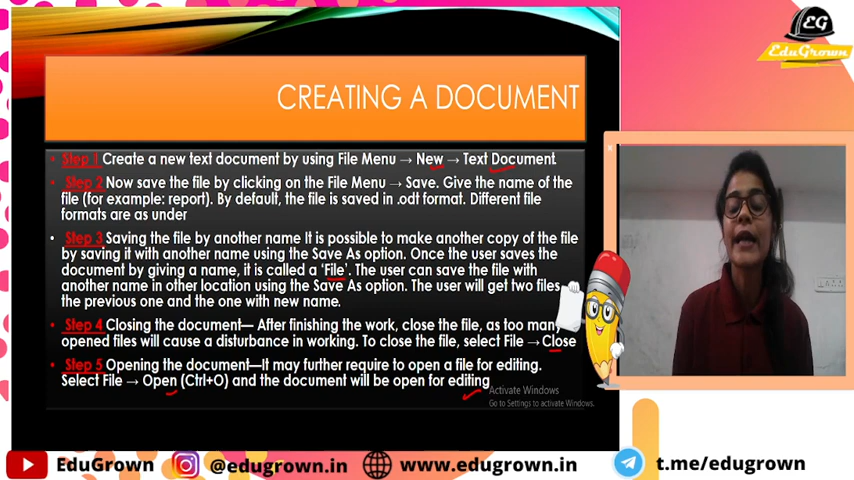 EG
EduGrown
CREATING A DOCUMENT
• Step 1 Create a new text document by using File Menu → New → Text Document.
• Step 2 Now save the file by clicking on the File Menu → Save. Give the name of the
file (for example: report). By default, the file is saved in .odt format. Different file
formats are as under
• Step 3 Saving the file by another name It is possible to make another copy of the file
by saving it with another name using the Save As option. Once the user saves the
document by giving a name, it is called a ‘File’. The user can save the file with
another name in other location using the Save As option. The user will get two files
the previous one and the one with new name.
• Step 4 Closing the document— After finishing the work, close the file, as too many
opened files will cause a disturbance in working. To close the file, select File →Close
• Step 5 Opening the document—It may further require to open a file for editing.
Select File → Open (Ctrl+O) and the document will be open for editing
Activate Windows
Go to Settings to activate Windows.
EduGrown
@edugrown.in
www.edugrown.in
t.me/edugrown